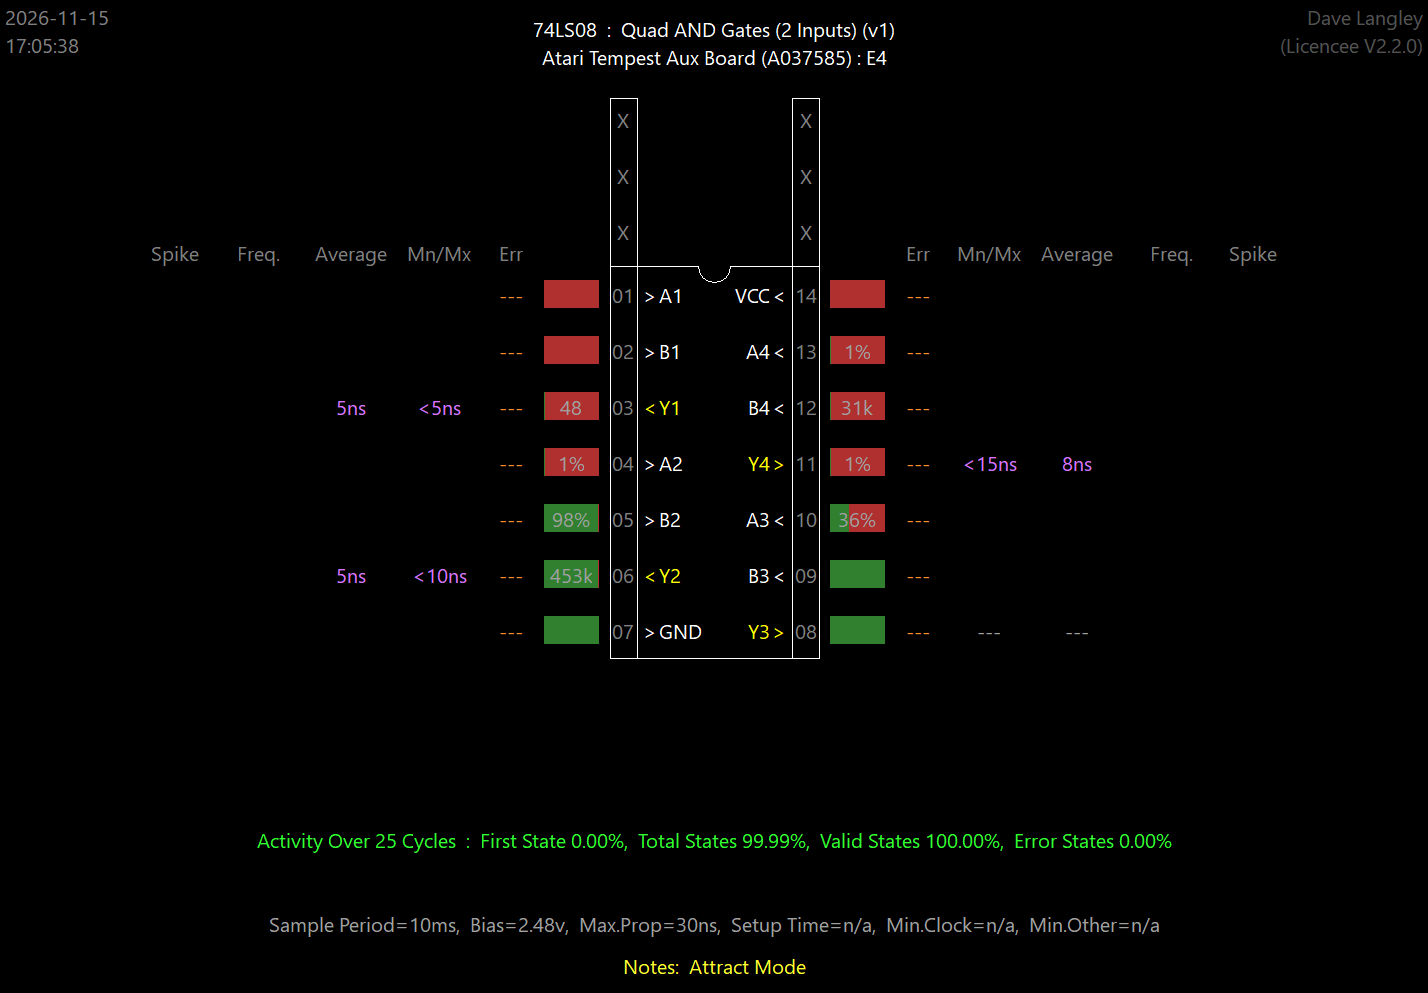 2026-11-15
17:05:38
74LS08 : Quad AND Gates (2 Inputs) (v1)
Atari Tempest Aux Board (A037585) : E4
Dave Langley
(Licencee V2.2.0)
X X
X X
X X
Spike Freq. Average Mn/Mx Err Err Mn/Mx Average Freq. Spike
--- 01 > A1 VCC < 14 ---
--- 02 > B1 A4 < 13 1% ---
5ns <5ns --- 48 03 < Y1 B4 < 12 31k ---
--- 1% 04 > A2 Y4 > 11 1% --- <15ns 8ns
--- 98% 05 > B2 A3 < 10 36% ---
5ns <10ns --- 453k 06 < Y2 B3 < 09 ---
--- 07 > GND Y3 > 08 --- --- ---
Activity Over 25 Cycles : First State 0.00%, Total States 99.99%, Valid States 100.00%, Error States 0.00%
Sample Period=10ms, Bias=2.48v, Max.Prop=30ns, Setup Time=n/a, Min.Clock=n/a, Min.Other=n/a
Notes: Attract Mode